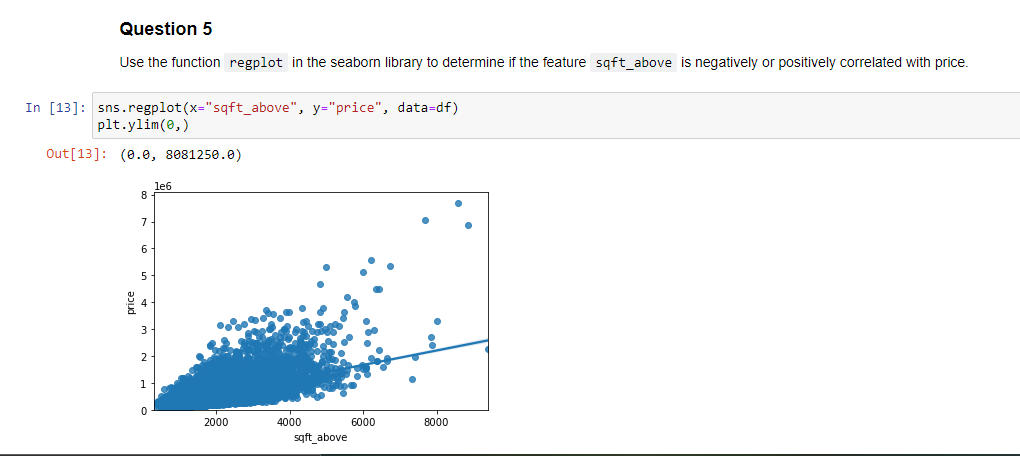 Question 5
Use the function regplot in the seaborn library to determine if the feature sqft_above is negatively or positively correlated with price.
In [13]: sns.regplot(x="sqft_above", y="price", data=df)
plt.ylim(0,)
Out[13]: (0.0, 8081250.0)
1e6
8
7
6
5
4
3
2
1
0
price
2000 4000 6000 8000
sqft_above